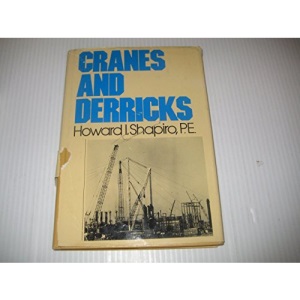 CRANES
AND
DERRICKS
Howard I. Shapiro, P.E.